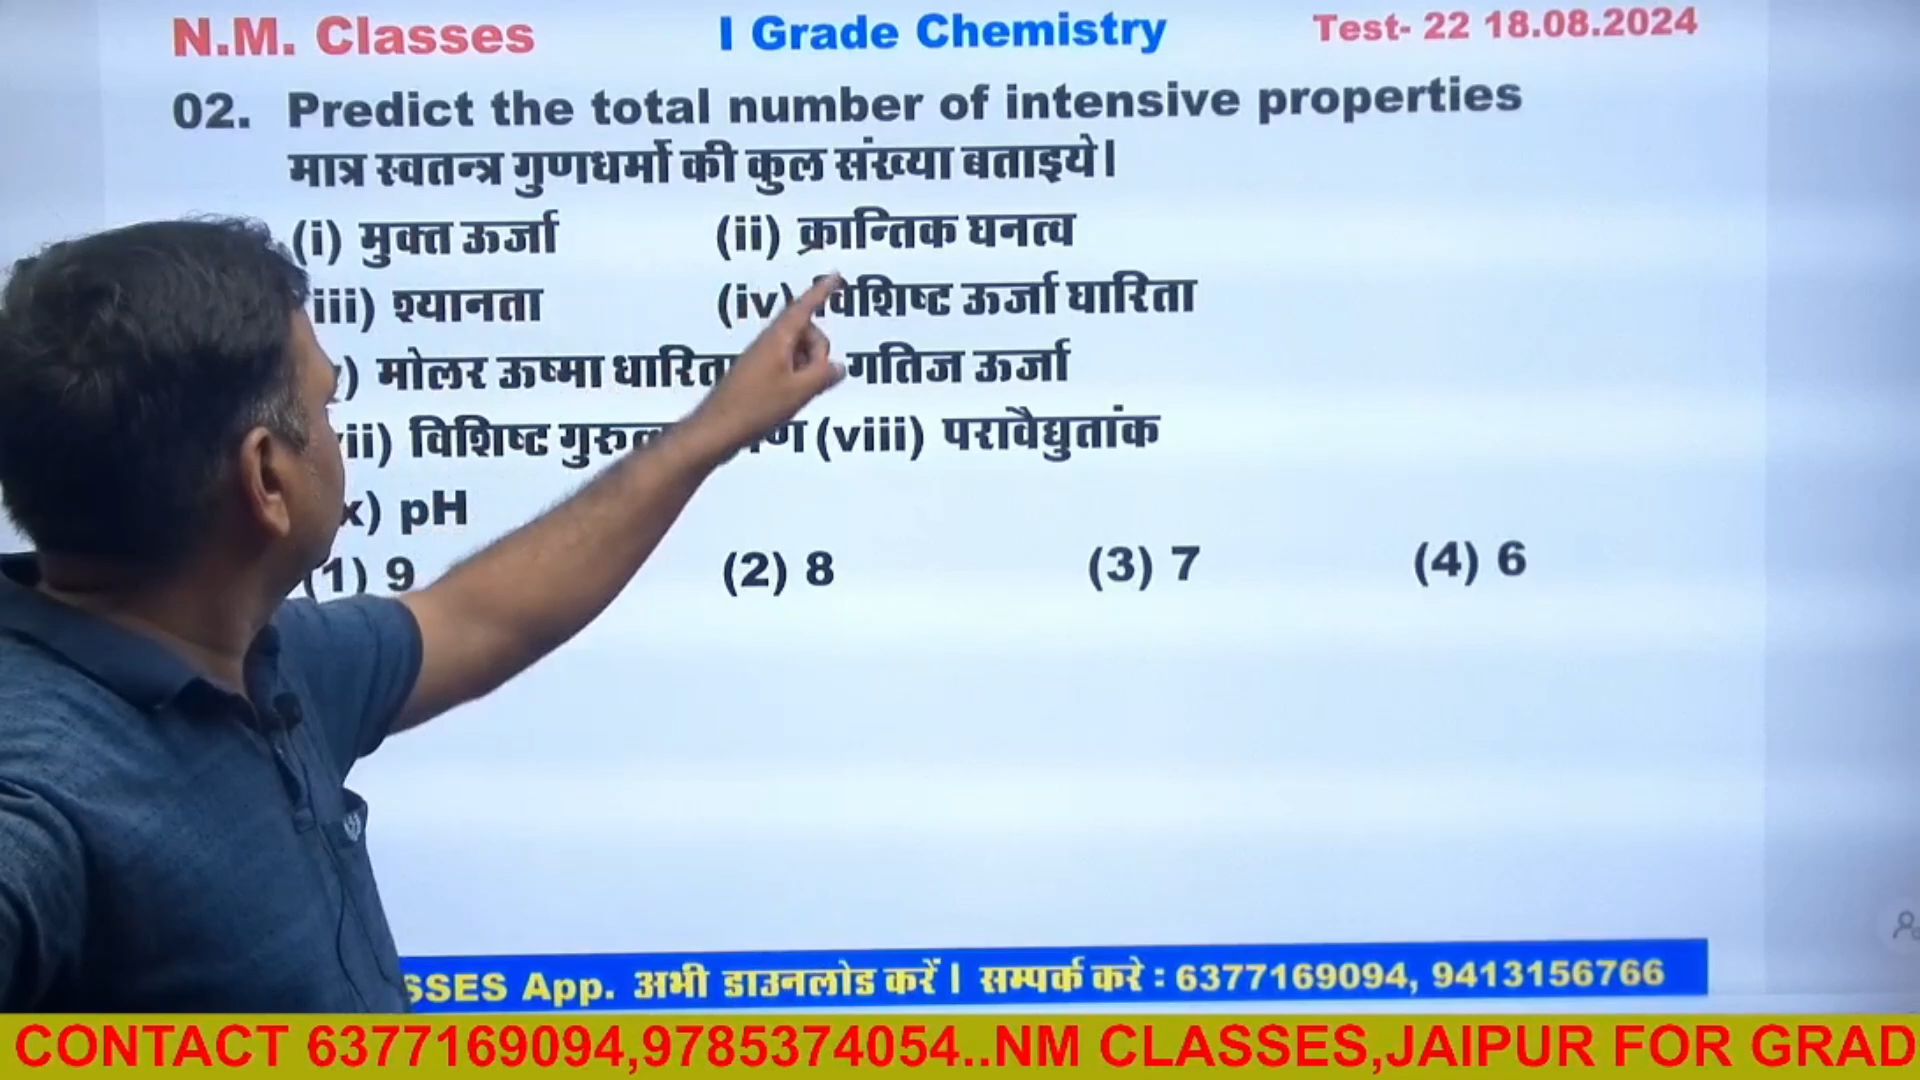 N.M. Classes I Grade Chemistry Test- 22 18.08.2024
02. Predict the total number of intensive properties
मात्र स्वतन्त्र गुणधर्मो की कुल संख्या बताइये।
(i) मुक्त ऊर्जा (ii) क्रान्तिक घनत्व
iii) श्यानता (iv) विशिष्ट ऊर्जा घारिता
) मोलर ऊष्मा धारिता गतिज ऊर्जा
ii) विशिष्ट (viii) परावैद्युतांक
x) pH
(1) 9 (2) 8 (3) 7 (4) 6
App. अभी डाउनलोड करें। सम्पर्क करे : 6377169094, 9413156766
CONTACT 6377169094,9785374054..NM CLASSES,JAIPUR FOR GRAD